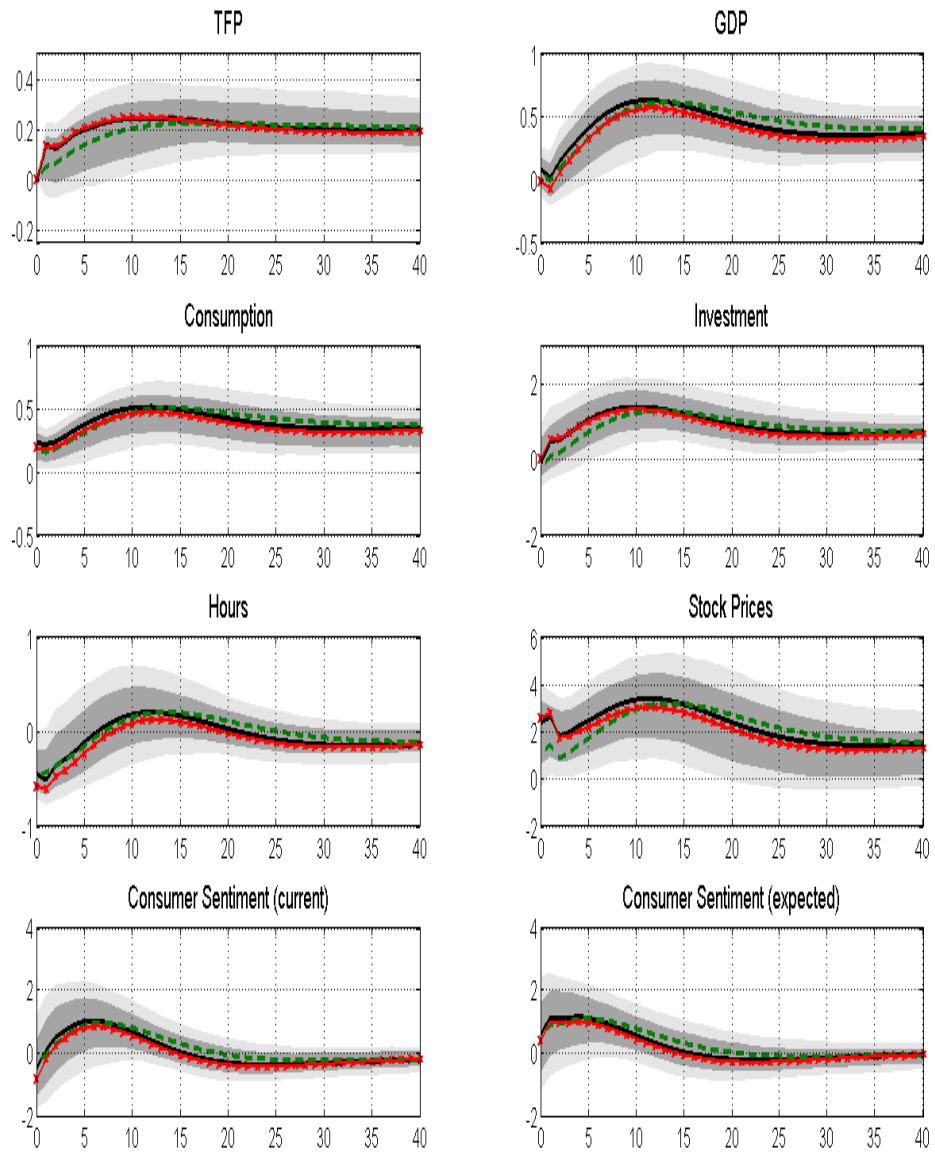 TFP
0.4
0.2
0
-0.2
0 5 10 15 20 25 30 35 40
GDP
1
0.5
0
-0.5
0 5 10 15 20 25 30 35 40
Consumption
1
0.5
0
-0.5
0 5 10 15 20 25 30 35 40
Investment
2
0
-2
0 5 10 15 20 25 30 35 40
Hours
1
0
-1
0 5 10 15 20 25 30 35 40
Stock Prices
6
4
2
0
-2
0 5 10 15 20 25 30 35 40
Consumer Sentiment (current)
4
2
0
-2
0 5 10 15 20 25 30 35 40
Consumer Sentiment (expected)
4
2
0
-2
0 5 10 15 20 25 30 35 40